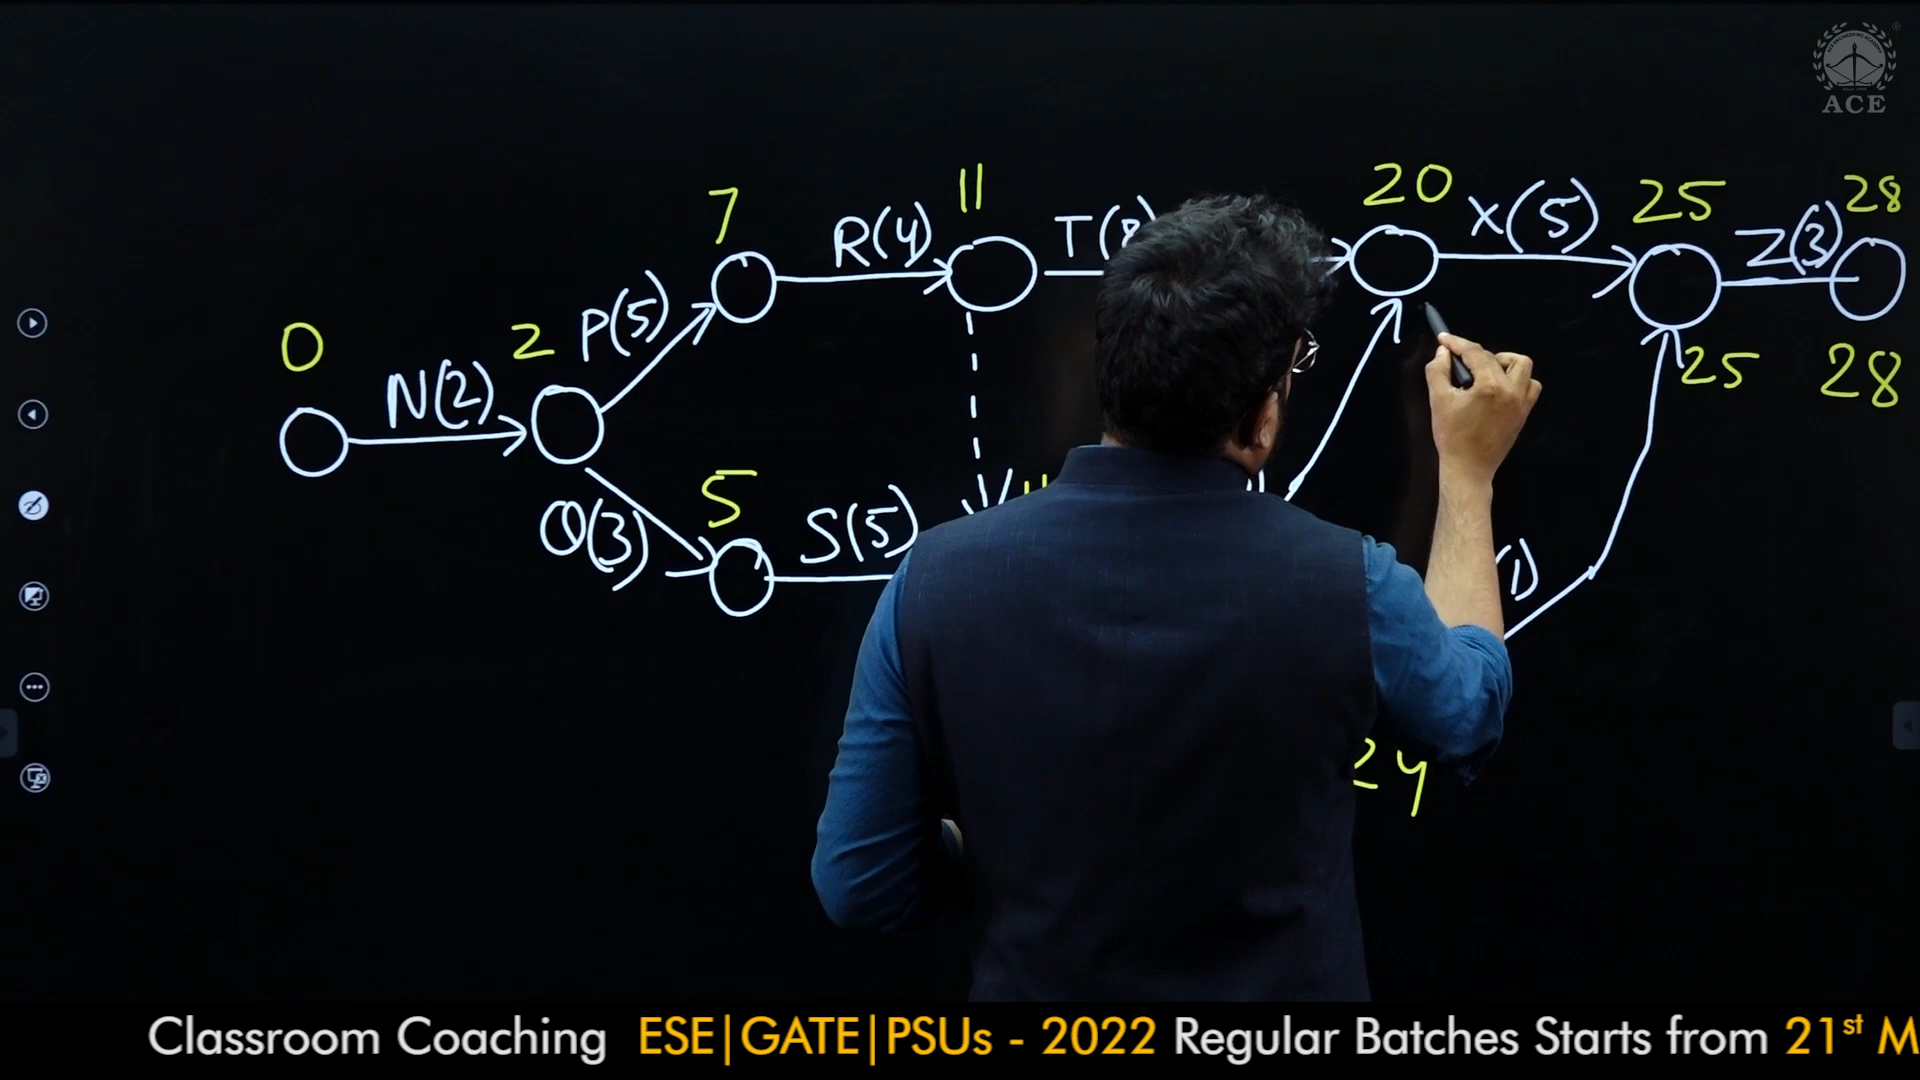 ACE
20
X(5)
25
28
7
11
R(4)
T(8
Z(3)
P(5)
0
2
N(2)
25
28
5
S(5)
Q(3)
24
Classroom Coaching ESE|GATE|PSUs - 2022 Regular Batches Starts from 21st M